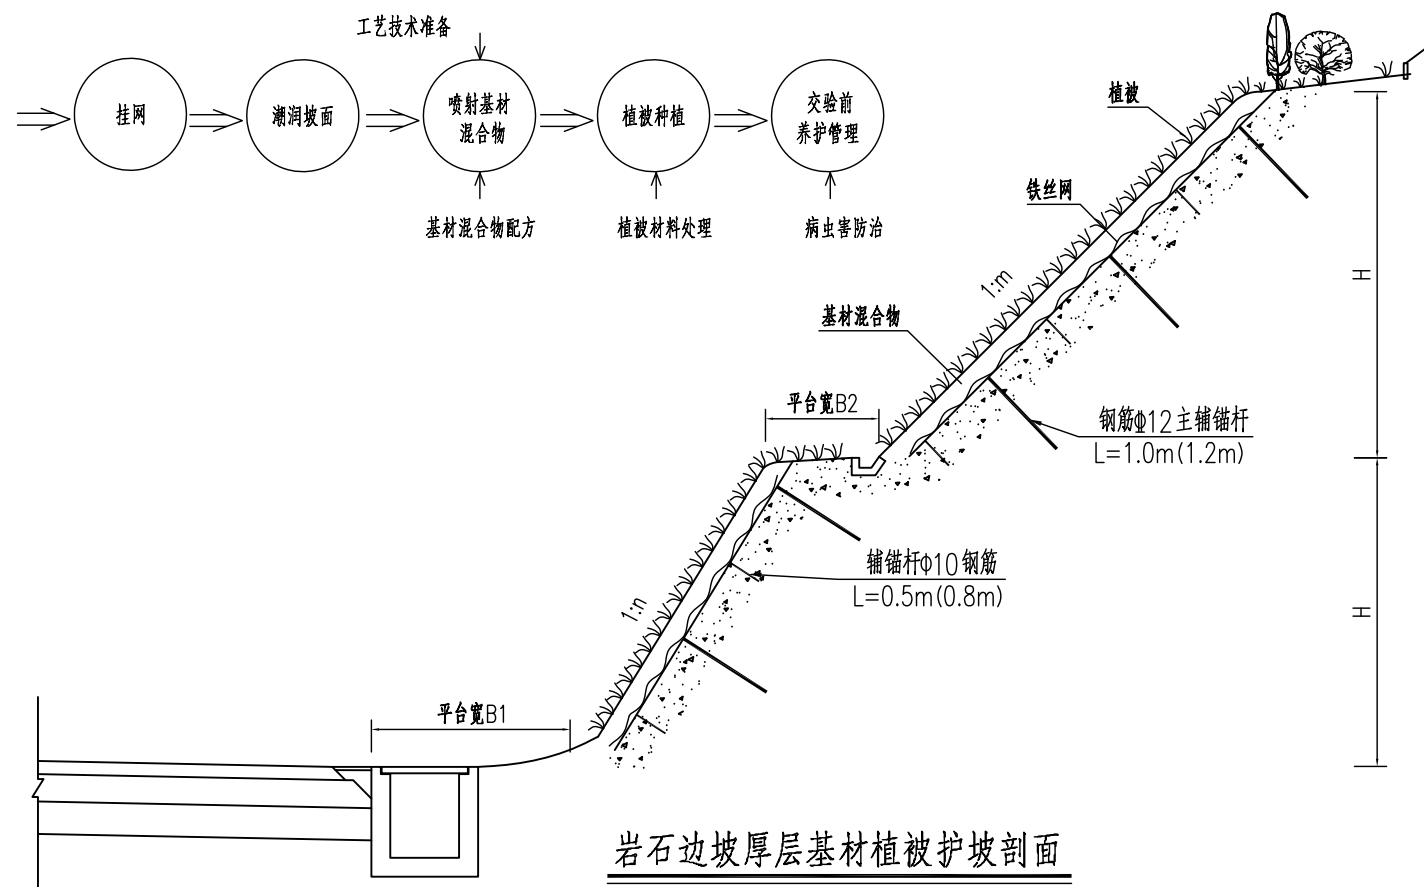 工艺技术准备
挂网
潮润坡面
喷射基材
混合物
植被种植
交验前
养护管理
基材混合物配方
植被材料处理
病虫害防治
植被
铁丝网
1:m
基材混合物
H
平台宽B2
钢筋Φ12主辅锚杆
L=1.0m(1.2m)
辅锚杆Φ10钢筋
L=0.5m(0.8m)
1:n
H
平台宽B1
岩石边坡厚层基材植被护坡剖面